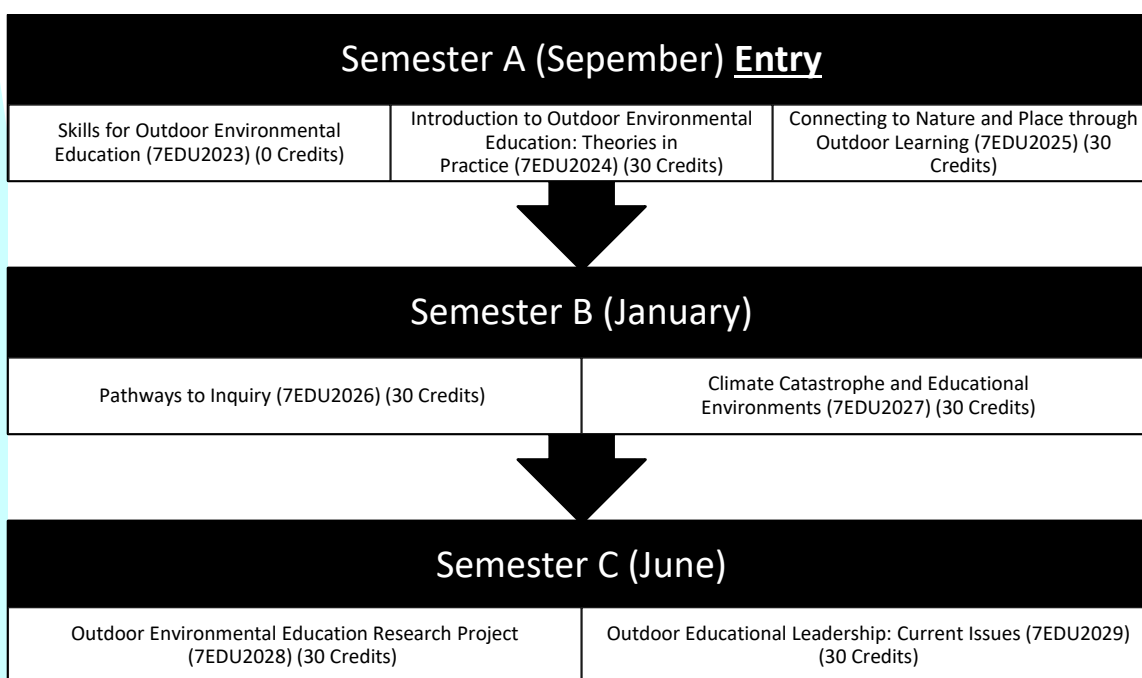 Semester A (Sepember) Entry
Skills for Outdoor Environmental
Education (7EDU2023) (0 Credits)
Introduction to Outdoor Environmental
Education: Theories in
Practice (7EDU2024) (30 Credits)
Connecting to Nature and Place through
Outdoor Learning (7EDU2025) (30
Credits)
Semester B (January)
Pathways to Inquiry (7EDU2026) (30 Credits)
Climate Catastrophe and Educational
Environments (7EDU2027) (30 Credits)
Semester C (June)
Outdoor Environmental Education Research Project
(7EDU2028) (30 Credits)
Outdoor Educational Leadership: Current Issues (7EDU2029)
(30 Credits)